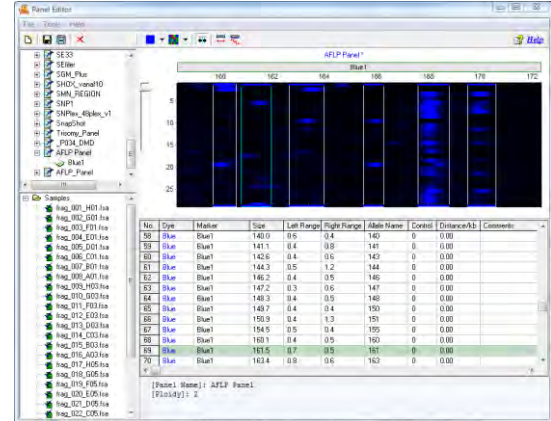 Panel Editor
File Tools Help
Help
SE33
SEfiler
SGM_Plus
SHOX_vanal10
SMN_REGION
SNP1
SNPlex_48plex_v1
SnapShot
Trisomy_Panel
_P034_DMD
AFLP Panel
Blue1
AFLP_Panel
Samples
frag_001_H01.fsa
frag_002_G01.fsa
frag_003_F01.fsa
frag_004_E01.fsa
frag_005_D01.fsa
frag_006_C01.fsa
frag_007_B01.fsa
frag_008_A01.fsa
frag_009_H03.fsa
frag_010_G03.fsa
frag_011_F03.fsa
frag_012_E03.fsa
frag_013_D03.fsa
frag_014_C03.fsa
frag_015_B03.fsa
frag_016_A03.fsa
frag_017_H05.fsa
frag_018_G05.fsa
frag_019_F05.fsa
frag_020_E05.fsa
frag_021_D05.fsa
frag_022_C05.fsa
AFLP Panel*
Blue1
160 162 164 166 168 170 172
5
10
15
20
25
No. Dye Marker Size Left Range Right Range Allele Name Control Distance/kb Comments
58 Blue Blue1 140.0 0.6 0.4 140 0 0.00
59 Blue Blue1 141.1 0.4 0.8 141 0 0.00
60 Blue Blue1 142.6 0.4 0.6 143 0 0.00
61 Blue Blue1 144.3 0.5 1.2 144 0 0.00
62 Blue Blue1 146.2 0.4 0.5 146 0 0.00
63 Blue Blue1 147.2 0.3 0.6 147 0 0.00
64 Blue Blue1 148.3 0.4 0.5 148 0 0.00
65 Blue Blue1 149.7 0.4 0.4 150 0 0.00
66 Blue Blue1 150.9 0.4 1.3 151 0 0.00
67 Blue Blue1 154.5 0.5 0.4 155 0 0.00
68 Blue Blue1 160.1 0.4 0.5 160 0 0.00
69 Blue Blue1 161.5 0.7 0.5 161 0 0.00
70 Blue Blue1 163.4 0.8 0.6 163 0 0.00
[Panel Name]: AFLP Panel
[Ploidy]: 2